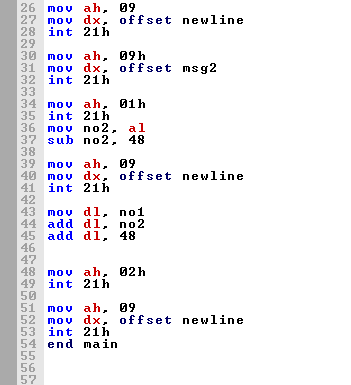 26 mov ah, 09
27 mov dx, offset newline
28 int 21h
29
30 mov ah, 09h
31 mov dx, offset msg2
32 int 21h
33
34 mov ah, 01h
35 int 21h
36 mov no2, al
37 sub no2, 48
38
39 mov ah, 09
40 mov dx, offset newline
41 int 21h
42
43 mov dl, no1
44 add dl, no2
45 add dl, 48
46
47
48 mov ah, 02h
49 int 21h
50
51 mov ah, 09
52 mov dx, offset newline
53 int 21h
54 end main
55
56
57